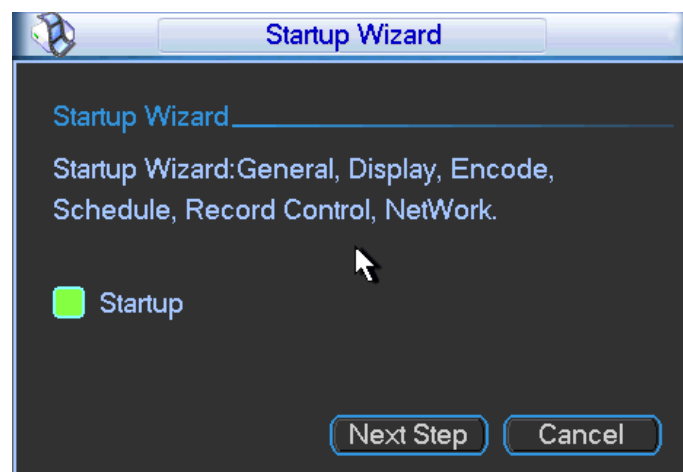 Startup Wizard
Startup Wizard
Startup Wizard:General, Display, Encode,
Schedule, Record Control, NetWork.
Startup
Next Step Cancel